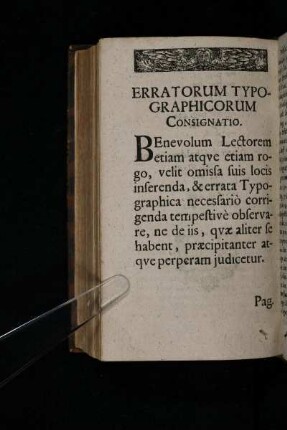 ERRATORUM TYPO-
GRAPHICORUM
CONSIGNATIO.
BEnevolum Lectorem
etiam atqve etiam ro-
go, velit omissa suis locis
inserenda, & errata Typo-
graphica necessariò corri-
genda tempestivè observa-
re, ne de iis, qvæ aliter se
habent, præcipitanter at-
qve perperam judicetur.
Pag.